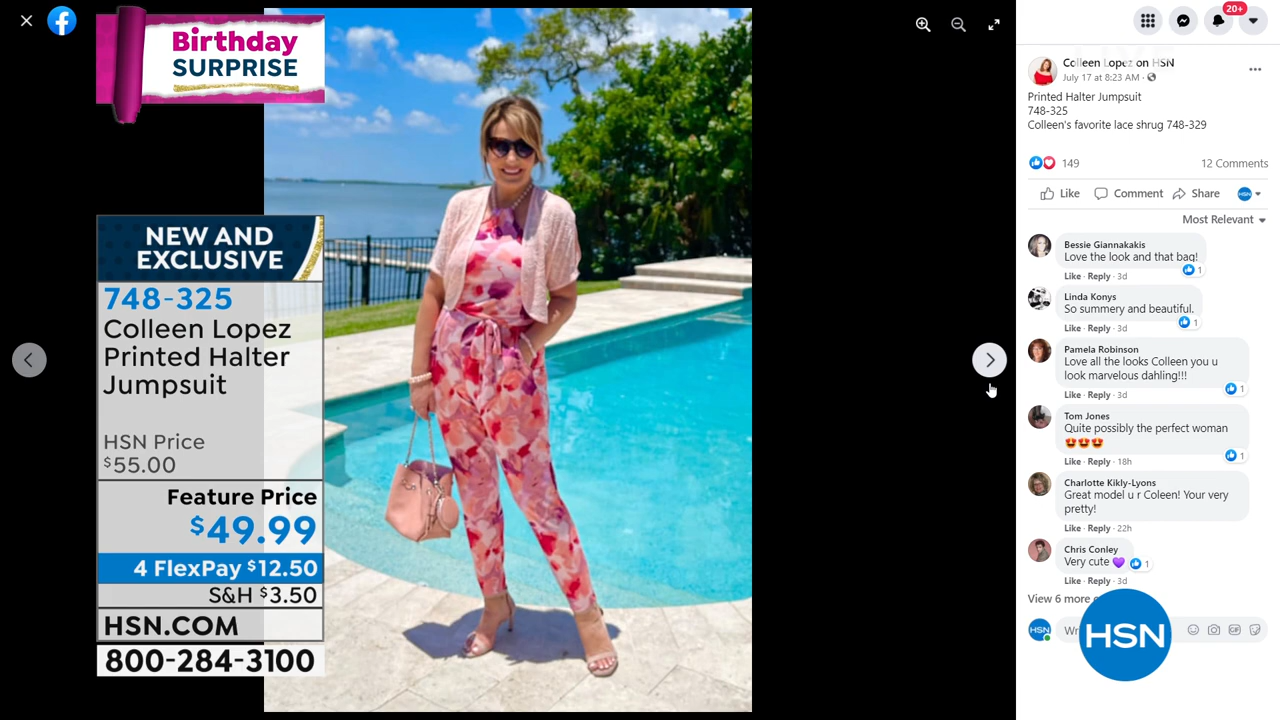 Birthday
SURPRISE
NEW AND
EXCLUSIVE
748-325
Colleen Lopez
Printed Halter
Jumpsuit
HSN Price
$55.00
Feature Price
$49.99
4 FlexPay $12.50
S&H $3.50
HSN.COM
800-284-3100
20+
Colleen Lopez on HSN
July 17 at 8:23 AM ·
Printed Halter Jumpsuit
748-325
Colleen's favorite lace shrug 748-329
149
12 Comments
Like
Comment
Share
HSN
Most Relevant
Bessie Giannakakis
Love the look and that bag!
1
Like · Reply · 3d
Linda Konys
So summery and beautiful.
1
Like · Reply · 3d
Pamela Robinson
Love all the looks Colleen you u
look marvelous dahling!!!
1
Like · Reply · 3d
Tom Jones
Quite possibly the perfect woman
😍😍😍
1
Like · Reply · 18h
Charlotte Kikly-Lyons
Great model u r Coleen! Your very
pretty!
Like · Reply · 22h
Chris Conley
Very cute 💜
1
Like · Reply · 3d
View 6 more
HSN
HSN
GIF